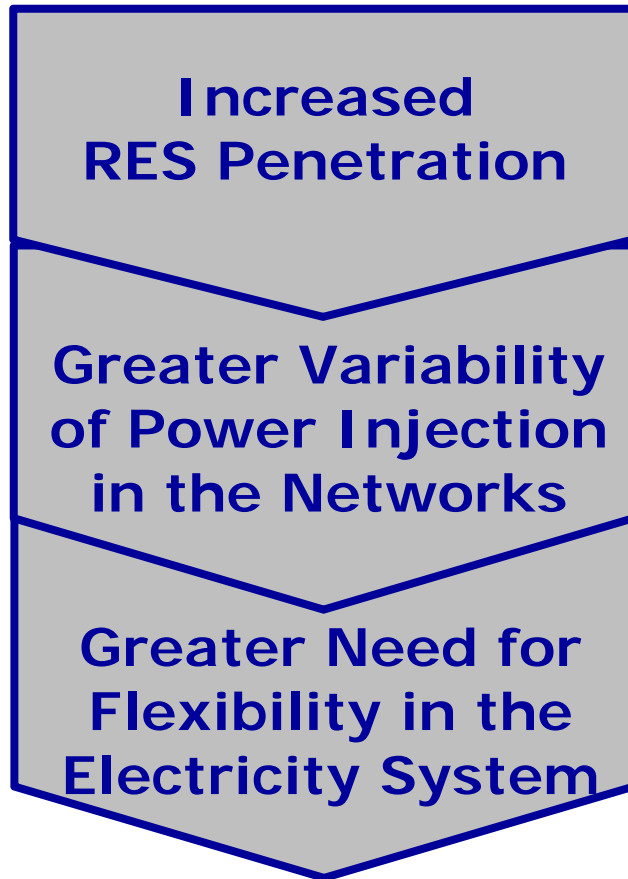 Increased
RES Penetration
Greater Variability
of Power Injection
in the Networks
Greater Need for
Flexibility in the
Electricity System